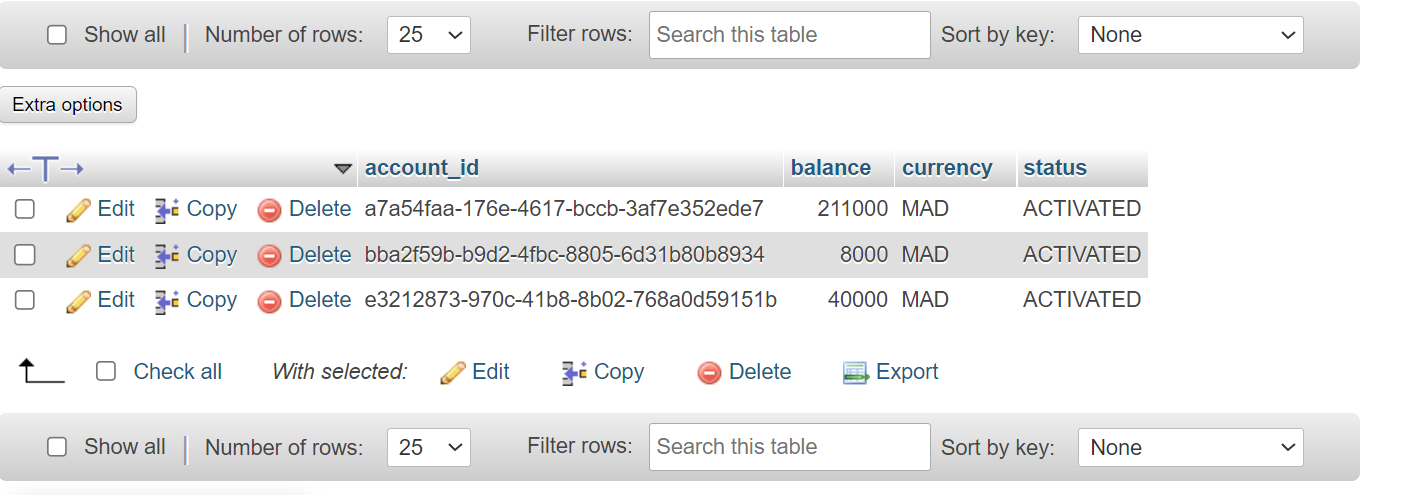 Show all Number of rows: 25 Filter rows: Search this table Sort by key: None
Extra options
account_id balance currency status
Edit Copy Delete a7a54faa-176e-4617-bccb-3af7e352ede7 211000 MAD ACTIVATED
Edit Copy Delete bba2f59b-b9d2-4fbc-8805-6d31b80b8934 8000 MAD ACTIVATED
Edit Copy Delete e3212873-970c-41b8-8b02-768a0d59151b 40000 MAD ACTIVATED
Check all With selected: Edit Copy Delete Export
Show all Number of rows: 25 Filter rows: Search this table Sort by key: None